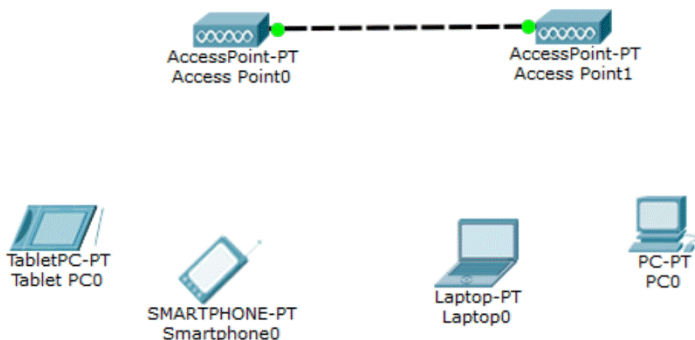 AccessPoint-PT
Access Point0
AccessPoint-PT
Access Point1
TabletPC-PT
Tablet PC0
SMARTPHONE-PT
Smartphone0
Laptop-PT
Laptop0
PC-PT
PC0